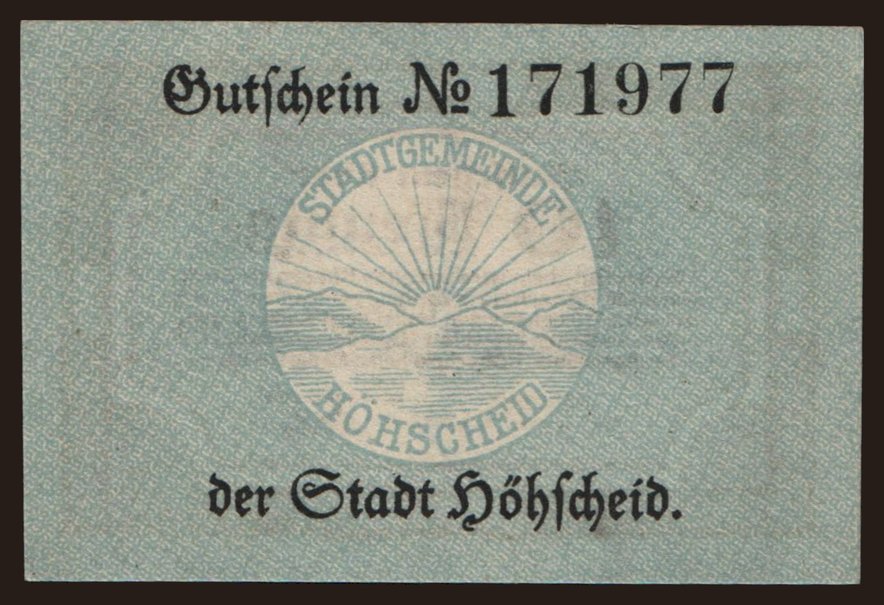 Gutschein № 171977
STADTGEMEINDE
HÖHSCHEID
der Stadt Höhscheid.